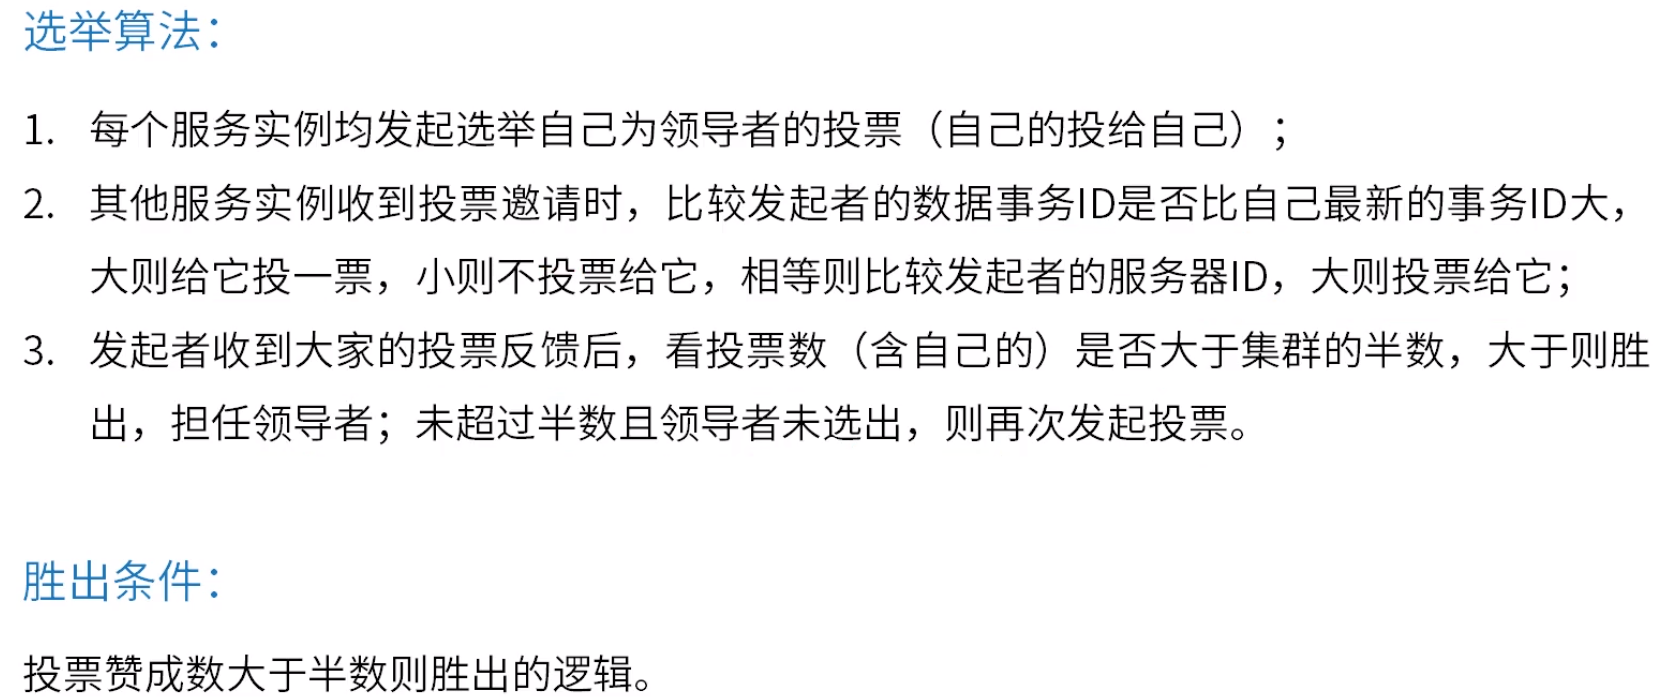 选举算法：
1. 每个服务实例均发起选举自己为领导者的投票（自己的投给自己）；
2. 其他服务实例收到投票邀请时，比较发起者的数据事务ID是否比自己最新的事务ID大，
大则给它投一票，小则不投票给它，相等则比较发起者的服务器ID，大则投票给它；
3. 发起者收到大家的投票反馈后，看投票数（含自己的）是否大于集群的半数，大于则胜
出，担任领导者；未超过半数且领导者未选出，则再次发起投票。
胜出条件：
投票赞成数大于半数则胜出的逻辑。